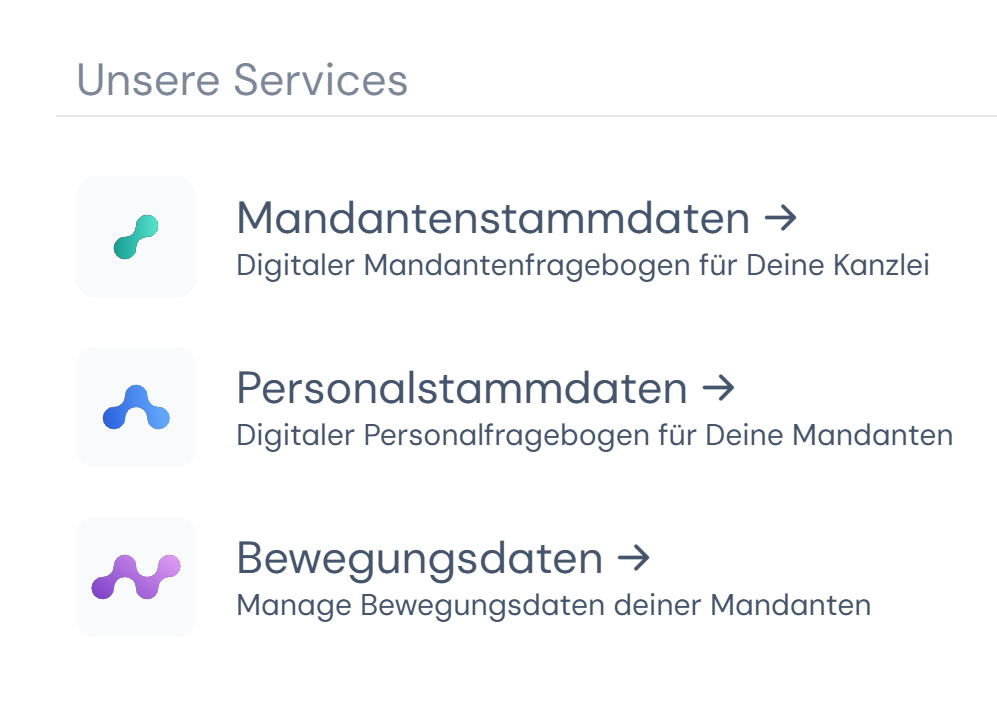 Unsere Services
Mandantenstammdaten →
Digitaler Mandantenfragebogen für Deine Kanzlei
Personalstammdaten →
Digitaler Personalfragebogen für Deine Mandanten
Bewegungsdaten →
Manage Bewegungsdaten deiner Mandanten